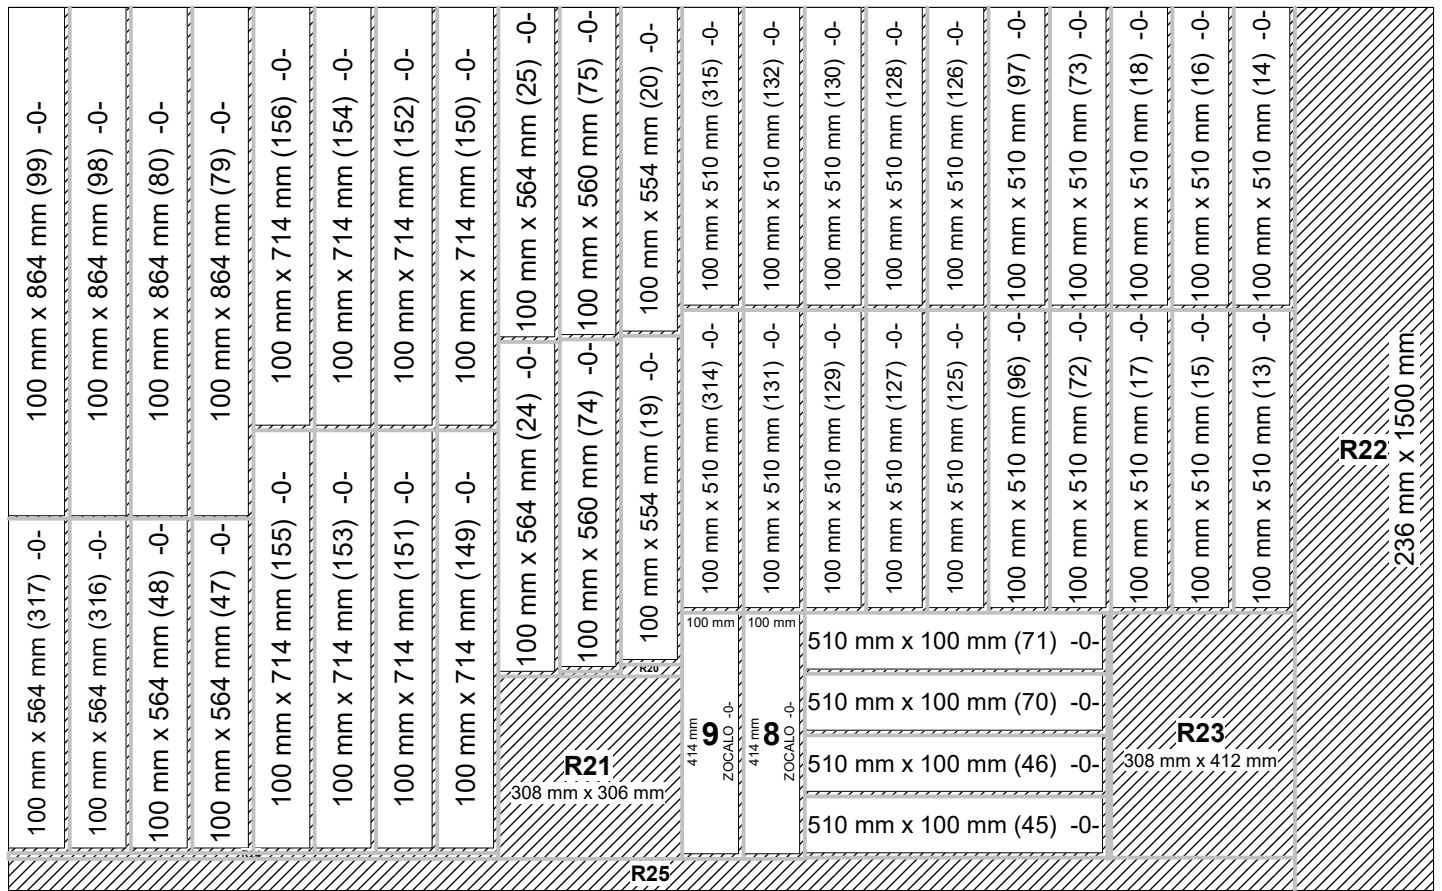 100 mm x 864 mm (99) -0-
100 mm x 864 mm (98) -0-
100 mm x 864 mm (80) -0-
100 mm x 864 mm (79) -0-
100 mm x 714 mm (156) -0-
100 mm x 714 mm (154) -0-
100 mm x 714 mm (152) -0-
100 mm x 714 mm (150) -0-
100 mm x 564 mm (25) -0-
100 mm x 560 mm (75) -0-
100 mm x 554 mm (20) -0-
100 mm x 510 mm (315) -0-
100 mm x 510 mm (132) -0-
100 mm x 510 mm (130) -0-
100 mm x 510 mm (128) -0-
100 mm x 510 mm (126) -0-
100 mm x 510 mm (97) -0-
100 mm x 510 mm (73) -0-
100 mm x 510 mm (18) -0-
100 mm x 510 mm (16) -0-
100 mm x 510 mm (14) -0-
100 mm x 564 mm (317) -0-
100 mm x 564 mm (316) -0-
100 mm x 564 mm (48) -0-
100 mm x 564 mm (47) -0-
100 mm x 714 mm (155) -0-
100 mm x 714 mm (153) -0-
100 mm x 714 mm (151) -0-
100 mm x 714 mm (149) -0-
100 mm x 564 mm (24) -0-
100 mm x 560 mm (74) -0-
100 mm x 554 mm (19) -0-
100 mm x 510 mm (314) -0-
100 mm x 510 mm (131) -0-
100 mm x 510 mm (129) -0-
100 mm x 510 mm (127) -0-
100 mm x 510 mm (125) -0-
100 mm x 510 mm (96) -0-
100 mm x 510 mm (72) -0-
100 mm x 510 mm (17) -0-
100 mm x 510 mm (15) -0-
100 mm x 510 mm (13) -0-
R22
236 mm x 1500 mm
R20
R21
308 mm x 306 mm
100 mm
414 mm
9
ZOCALO -0-
100 mm
414 mm
8
ZOCALO -0-
510 mm x 100 mm (71) -0-
510 mm x 100 mm (70) -0-
510 mm x 100 mm (46) -0-
510 mm x 100 mm (45) -0-
R23
308 mm x 412 mm
R25